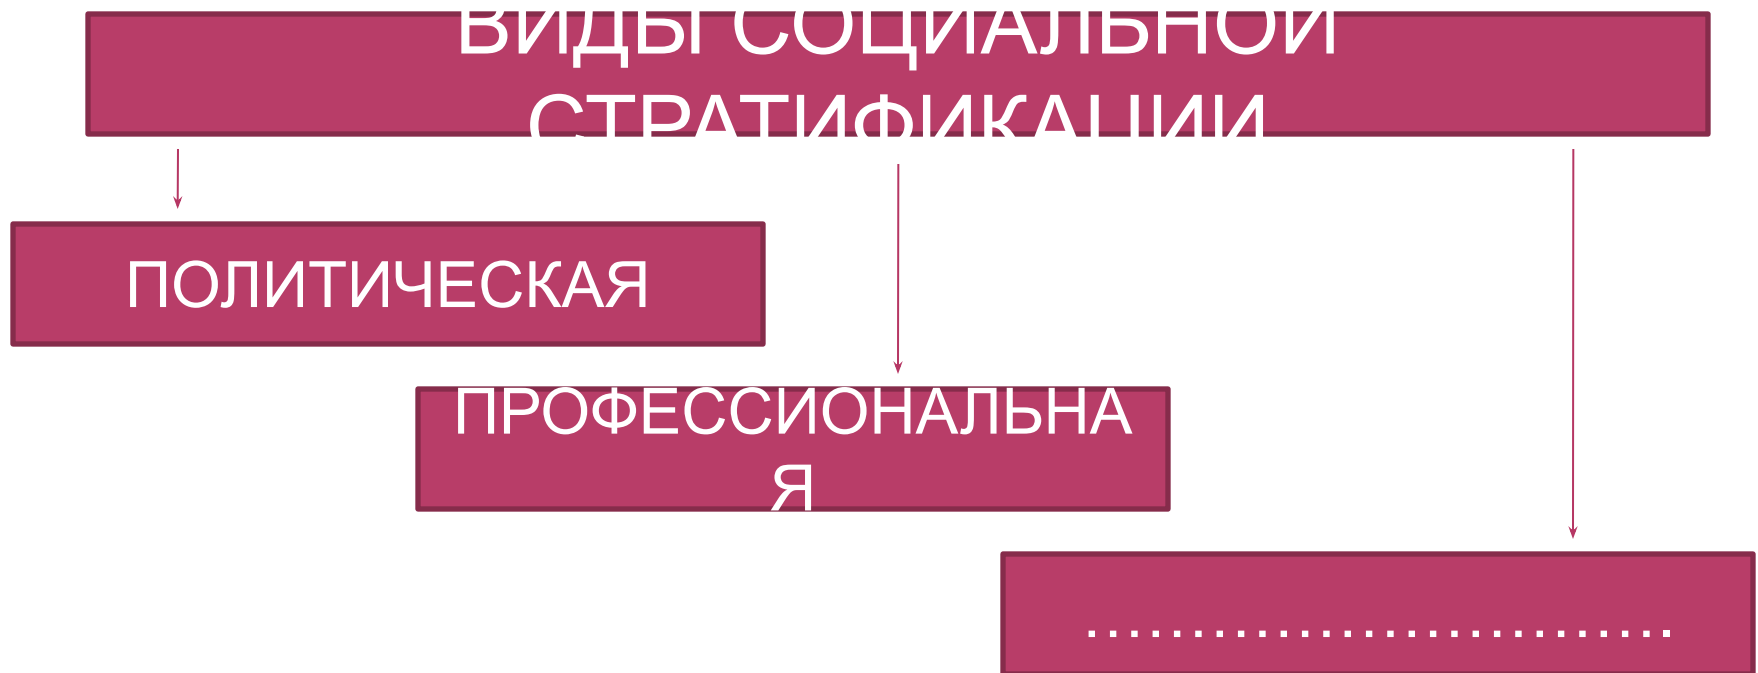 ВИДЫ СОЦИАЛЬНОЙ
СТРАТИФИКАЦИИ
ПОЛИТИЧЕСКАЯ
ПРОФЕССИОНАЛЬНА
Я
............................